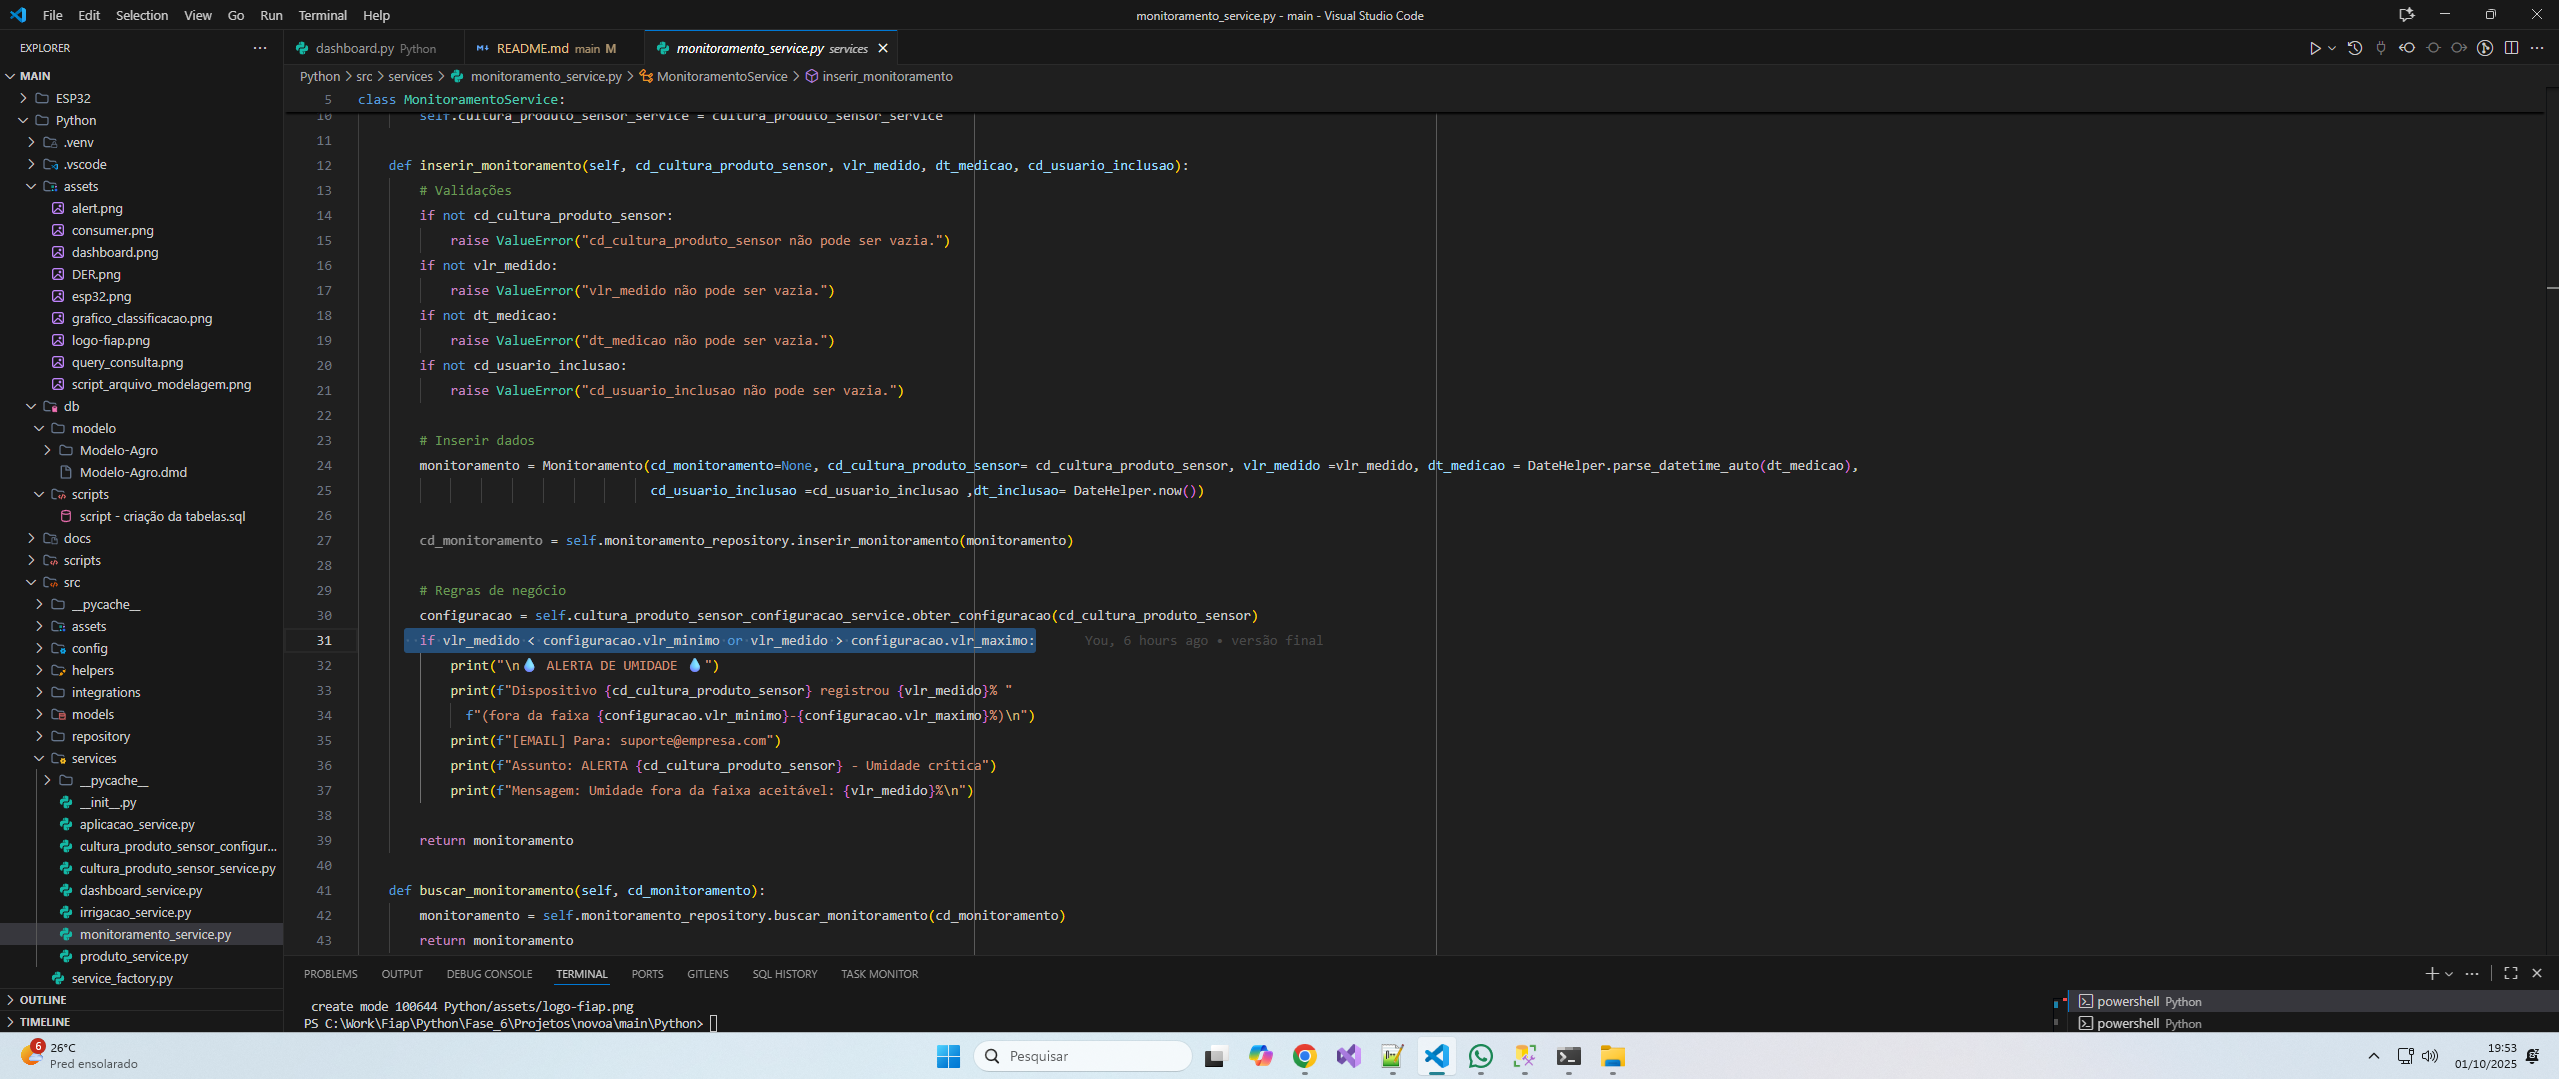 File Edit Selection View Go Run Terminal Help
monitoramento_service.py - main - Visual Studio Code
EXPLORER
MAIN
ESP32
Python
.venv
.vscode
assets
alert.png
consumer.png
dashboard.png
DER.png
esp32.png
grafico_classificacao.png
logo-fiap.png
query_consulta.png
script_arquivo_modelagem.png
db
modelo
Modelo-Agro
Modelo-Agro.dmd
scripts
script - criação da tabelas.sql
docs
scripts
src
__pycache__
assets
config
helpers
integrations
models
repository
services
__pycache__
__init__.py
aplicacao_service.py
cultura_produto_sensor_configur...
cultura_produto_sensor_service.py
dashboard_service.py
irrigacao_service.py
monitoramento_service.py
produto_service.py
service_factory.py
OUTLINE
TIMELINE
dashboard.py Python
README.md main M
monitoramento_service.py services
Python > src > services > monitoramento_service.py > MonitoramentoService > inserir_monitoramento
5 class MonitoramentoService:
10 self.cultura_produto_sensor_service = cultura_produto_sensor_service
11
12 def inserir_monitoramento(self, cd_cultura_produto_sensor, vlr_medido, dt_medicao, cd_usuario_inclusao):
13 # Validações
14 if not cd_cultura_produto_sensor:
15 raise ValueError("cd_cultura_produto_sensor não pode ser vazia.")
16 if not vlr_medido:
17 raise ValueError("vlr_medido não pode ser vazia.")
18 if not dt_medicao:
19 raise ValueError("dt_medicao não pode ser vazia.")
20 if not cd_usuario_inclusao:
21 raise ValueError("cd_usuario_inclusao não pode ser vazia.")
22
23 # Inserir dados
24 monitoramento = Monitoramento(cd_monitoramento=None, cd_cultura_produto_sensor= cd_cultura_produto_sensor, vlr_medido =vlr_medido, dt_medicao = DateHelper.parse_datetime_auto(dt_medicao),
25 cd_usuario_inclusao =cd_usuario_inclusao ,dt_inclusao= DateHelper.now())
26
27 cd_monitoramento = self.monitoramento_repository.inserir_monitoramento(monitoramento)
28
29 # Regras de negócio
30 configuracao = self.cultura_produto_sensor_configuracao_service.obter_configuracao(cd_cultura_produto_sensor)
31 if vlr_medido < configuracao.vlr_minimo or vlr_medido > configuracao.vlr_maximo: You, 6 hours ago • versão final
32 print("\n💧 ALERTA DE UMIDADE 💧")
33 print(f"Dispositivo {cd_cultura_produto_sensor} registrou {vlr_medido}% "
34 f"(fora da faixa {configuracao.vlr_minimo}-{configuracao.vlr_maximo}%)\n")
35 print(f"[EMAIL] Para: suporte@empresa.com")
36 print(f"Assunto: ALERTA {cd_cultura_produto_sensor} - Umidade crítica")
37 print(f"Mensagem: Umidade fora da faixa aceitável: {vlr_medido}%\n")
38
39 return monitoramento
40
41 def buscar_monitoramento(self, cd_monitoramento):
42 monitoramento = self.monitoramento_repository.buscar_monitoramento(cd_monitoramento)
43 return monitoramento
PROBLEMS OUTPUT DEBUG CONSOLE TERMINAL PORTS GITLENS SQL HISTORY TASK MONITOR
create mode 100644 Python/assets/logo-fiap.png
PS C:\Work\Fiap\Python\Fase_6\Projetos\novoa\main\Python>
powershell Python
powershell Python
6
26°C
Pred ensolarado
Pesquisar
19:53
01/10/2025